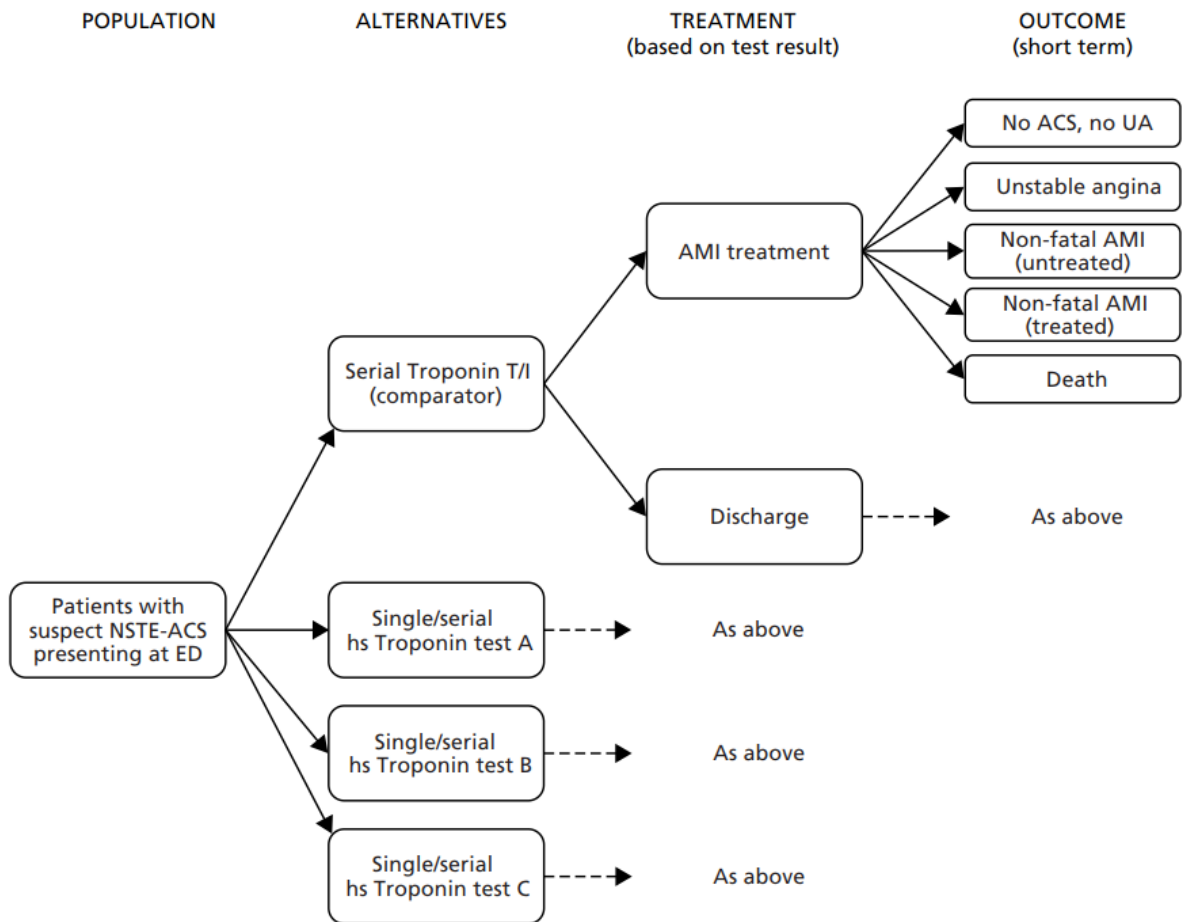 POPULATION
ALTERNATIVES
TREATMENT
(based on test result)
OUTCOME
(short term)
No ACS, no UA
Unstable angina
AMI treatment
Non-fatal AMI
(untreated)
Non-fatal AMI
(treated)
Serial Troponin T/I
(comparator)
Death
Discharge
As above
Patients with
suspect NSTE-ACS
presenting at ED
Single/serial
hs Troponin test A
As above
Single/serial
hs Troponin test B
As above
Single/serial
hs Troponin test C
As above